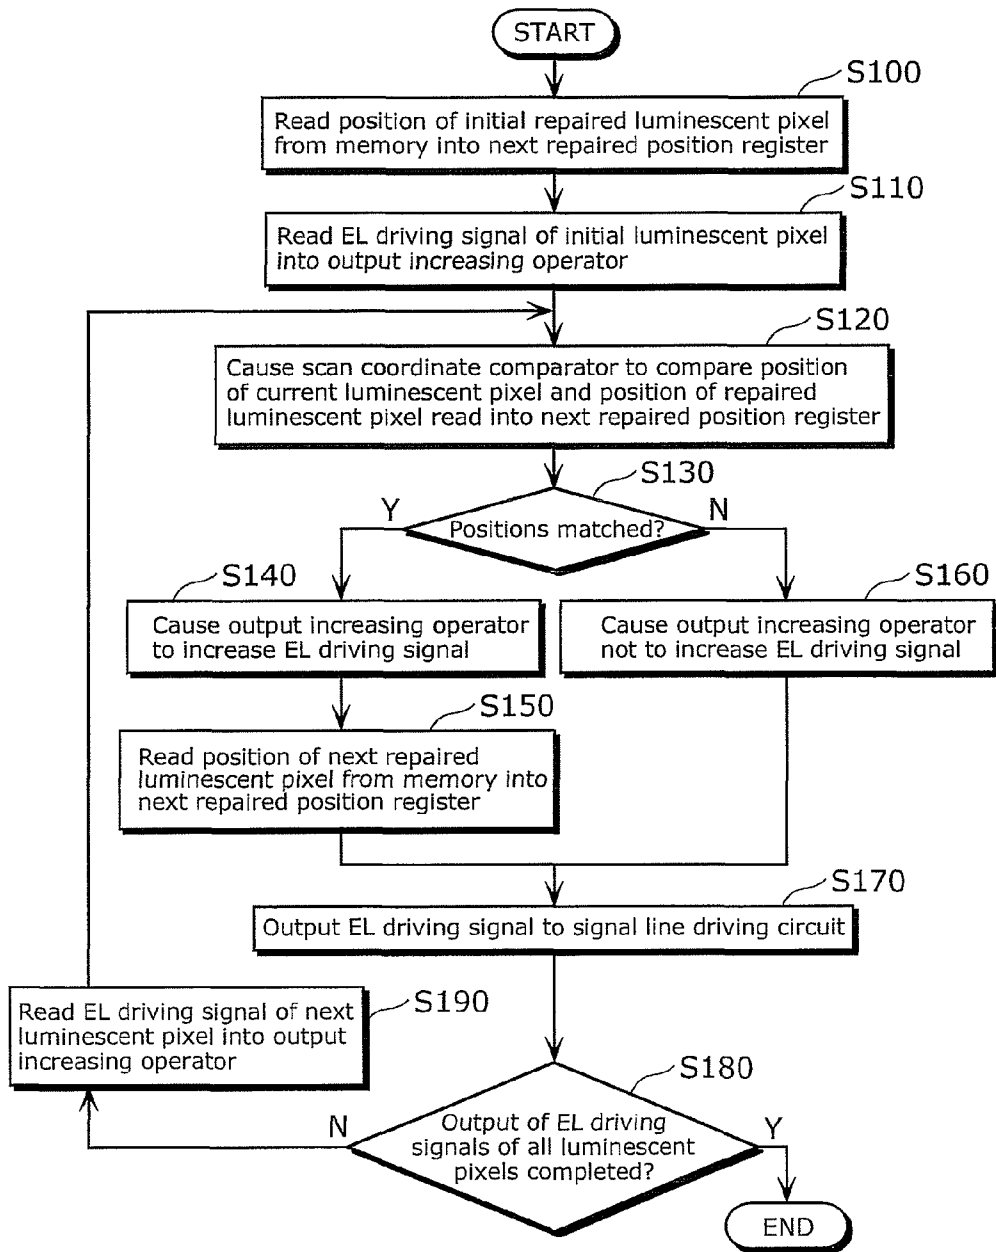 START
S100
Read position of initial repaired luminescent pixel
from memory into next repaired position register
S110
Read EL driving signal of initial luminescent pixel
into output increasing operator
S120
Cause scan coordinate comparator to compare position
of current luminescent pixel and position of repaired
luminescent pixel read into next repaired position register
S130
Y
N
Positions matched?
S140
Cause output increasing operator
to increase EL driving signal
S160
Cause output increasing operator
not to increase EL driving signal
S150
Read position of next repaired
luminescent pixel from memory into
next repaired position register
S170
Output EL driving signal to signal line driving circuit
S190
Read EL driving signal of next
luminescent pixel into output
increasing operator
S180
N
Y
Output of EL driving
signals of all luminescent
pixels completed?
END